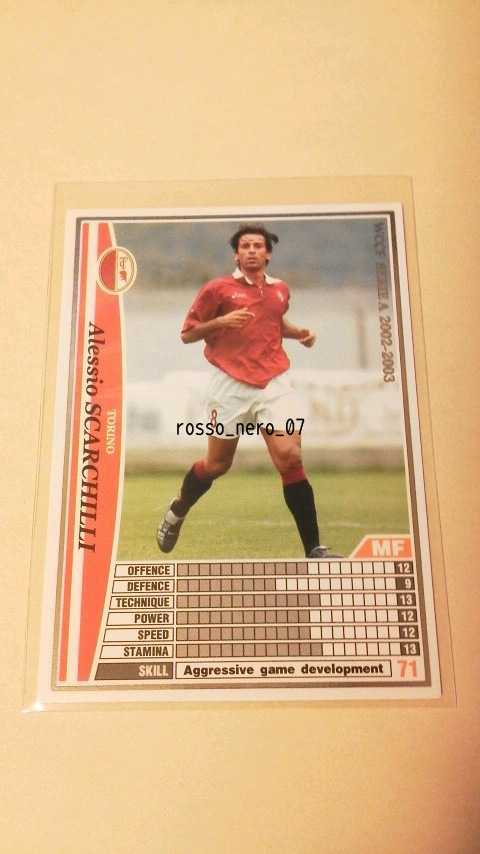 WCCF SERIE A 2002-2003
Alessio SCARCHILLI
TORINO
8
rosso_nero_07
MF
OFFENCE 12
DEFENCE 9
TECHNIQUE 13
POWER 12
SPEED 12
STAMINA 13
SKILL Aggressive game development 71